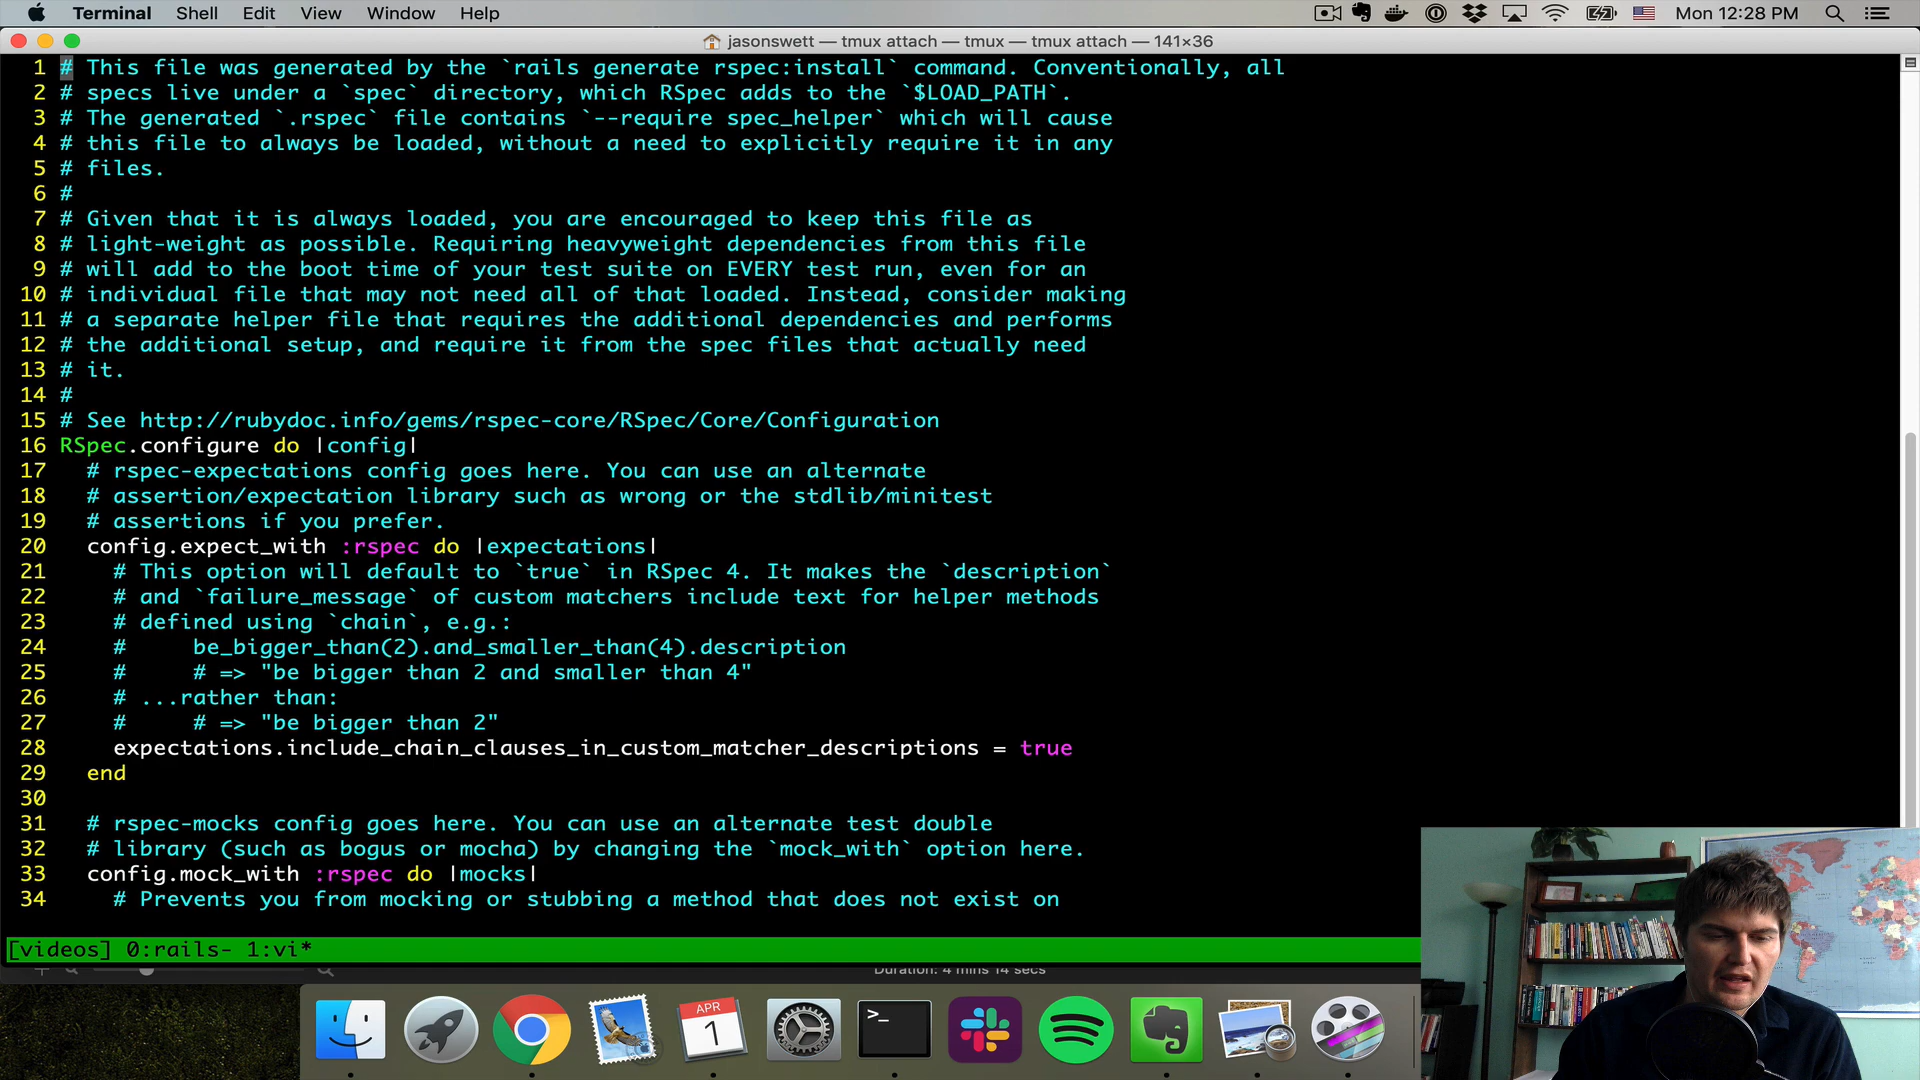 Terminal Shell Edit View Window Help Mon 12:28 PM
jasonswett — tmux attach — tmux — tmux attach — 141×36
1 # This file was generated by the `rails generate rspec:install` command. Conventionally, all
2 # specs live under a `spec` directory, which RSpec adds to the `$LOAD_PATH`.
3 # The generated `.rspec` file contains `--require spec_helper` which will cause
4 # this file to always be loaded, without a need to explicitly require it in any
5 # files.
6 #
7 # Given that it is always loaded, you are encouraged to keep this file as
8 # light-weight as possible. Requiring heavyweight dependencies from this file
9 # will add to the boot time of your test suite on EVERY test run, even for an
10 # individual file that may not need all of that loaded. Instead, consider making
11 # a separate helper file that requires the additional dependencies and performs
12 # the additional setup, and require it from the spec files that actually need
13 # it.
14 #
15 # See http://rubydoc.info/gems/rspec-core/RSpec/Core/Configuration
16 RSpec.configure do |config|
17   # rspec-expectations config goes here. You can use an alternate
18   # assertion/expectation library such as wrong or the stdlib/minitest
19   # assertions if you prefer.
20   config.expect_with :rspec do |expectations|
21     # This option will default to `true` in RSpec 4. It makes the `description`
22     # and `failure_message` of custom matchers include text for helper methods
23     # defined using `chain`, e.g.:
24     #     be_bigger_than(2).and_smaller_than(4).description
25     #     # => "be bigger than 2 and smaller than 4"
26     # ...rather than:
27     #     # => "be bigger than 2"
28     expectations.include_chain_clauses_in_custom_matcher_descriptions = true
29   end
30
31   # rspec-mocks config goes here. You can use an alternate test double
32   # library (such as bogus or mocha) by changing the `mock_with` option here.
33   config.mock_with :rspec do |mocks|
34     # Prevents you from mocking or stubbing a method that does not exist on
[videos] 0:rails- 1:vi*
Duration: 4 mins 14 secs
APR
1
>_